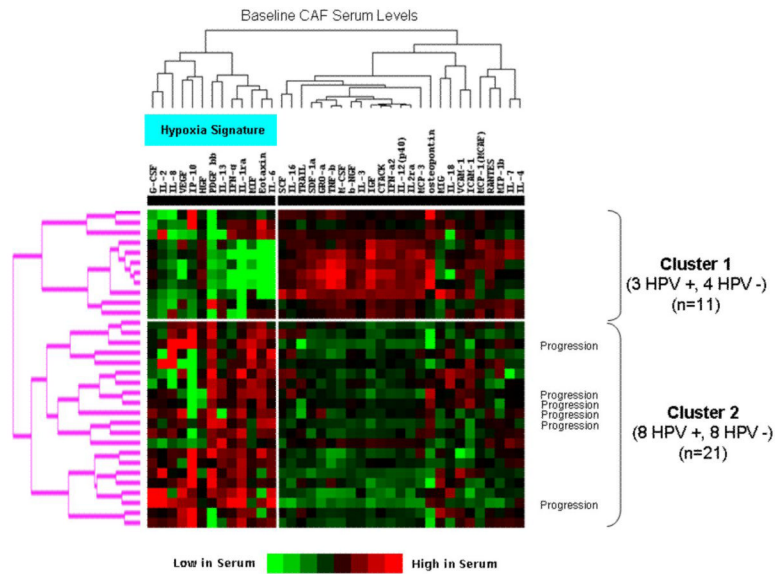 Baseline CAF Serum Levels
Hypoxia Signature
G-CSF
IL-2
IL-8
VEGF
IP-10
HGF
PDGF bb
IL-13
IFN-α
IL-1ra
MIF
Eotaxin
IL-6
SCF
IL-16
TRAIL
SDF-1a
GRO-a
TNF-b
M-CSF
b-NGF
IL-3
IGF
CTACK
IFN-a2
IL-12(p40)
IL2ra
MCP-3
osteopontin
MIG
IL-18
VCAM-1
ICAM-1
MCP-1(MCAF)
RANTES
MIP-1b
IL-7
IL-4
Cluster 1
(3 HPV +, 4 HPV -)
(n=11)
Progression
Progression
Progression
Progression
Progression
Cluster 2
(8 HPV +, 8 HPV -)
(n=21)
Progression
Low in Serum
High in Serum